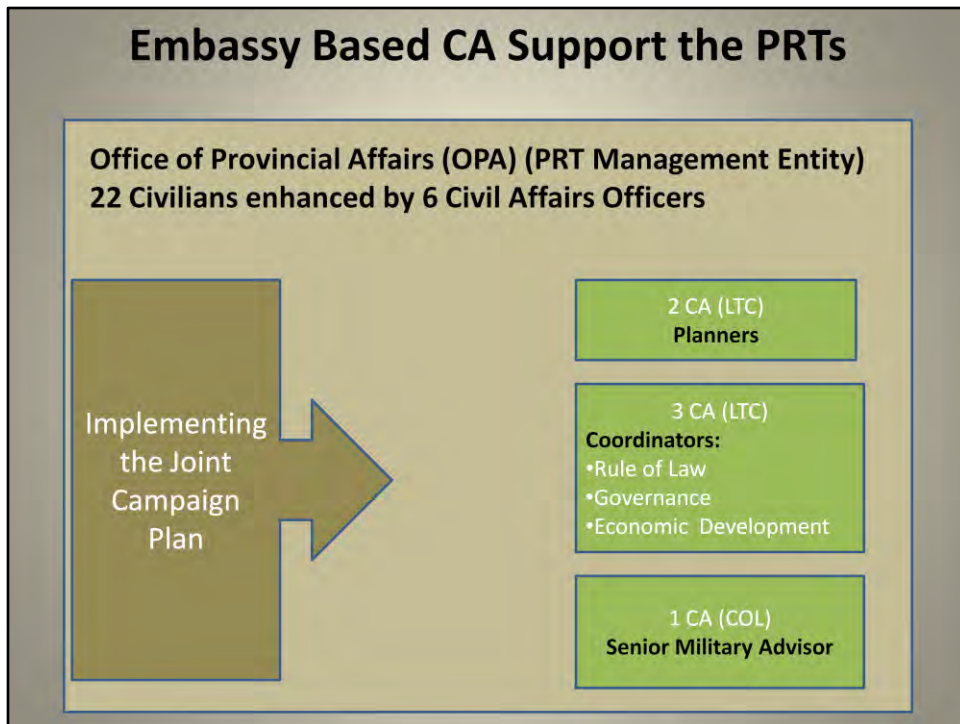 Embassy Based CA Support the PRTs
Office of Provincial Affairs (OPA) (PRT Management Entity)
22 Civilians enhanced by 6 Civil Affairs Officers
Implementing
the Joint
Campaign
Plan
2 CA (LTC)
Planners
3 CA (LTC)
Coordinators:
•Rule of Law
•Governance
•Economic Development
1 CA (COL)
Senior Military Advisor